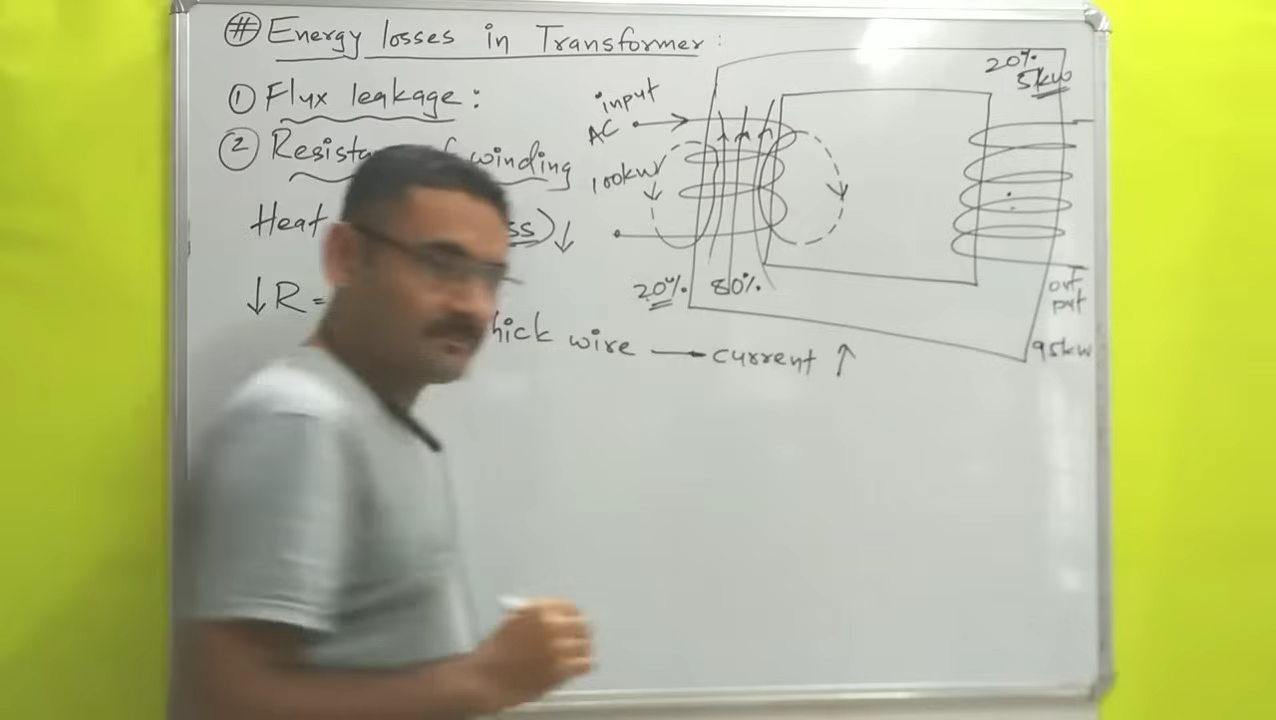 # Energy losses in Transformer :
① Flux leakage :
② winding
Heat ss) ↓
↓ R =
hick wire — current ↑
input
AC
100kw
20% 80%
20%
5kw
out
put
95kw